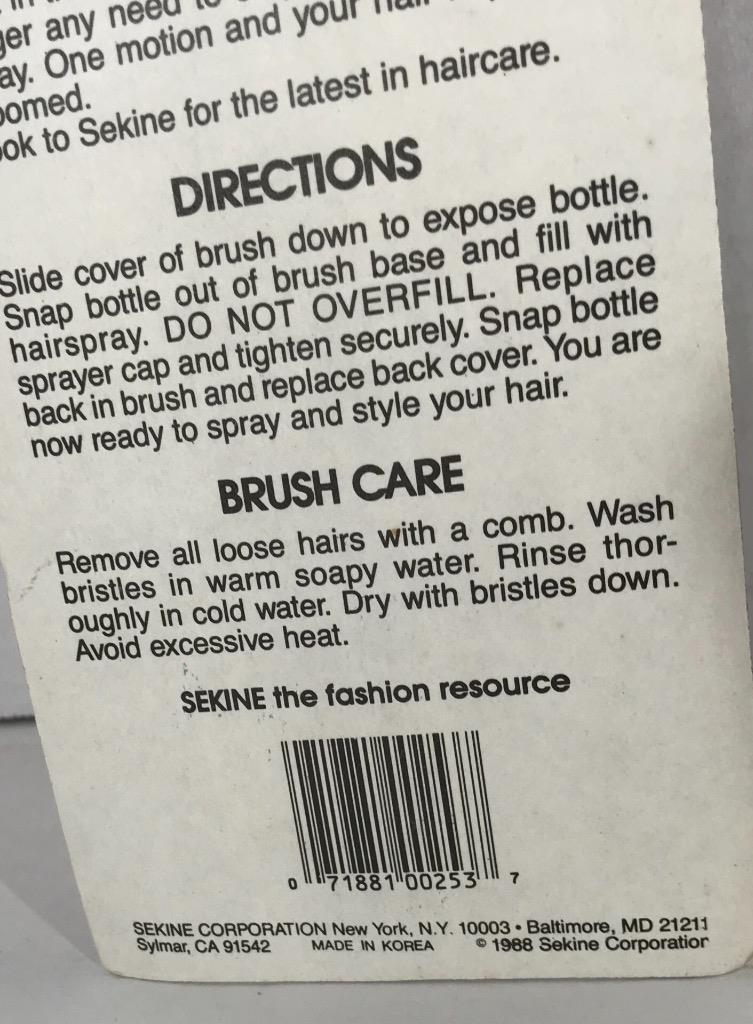 ger any need to
ay. One motion and your hair
oomed.
ook to Sekine for the latest in haircare.
DIRECTIONS
Slide cover of brush down to expose bottle.
Snap bottle out of brush base and fill with
hairspray. DO NOT OVERFILL. Replace
sprayer cap and tighten securely. Snap bottle
back in brush and replace back cover. You are
now ready to spray and style your hair.
BRUSH CARE
Remove all loose hairs with a comb. Wash
bristles in warm soapy water. Rinse thor-
oughly in cold water. Dry with bristles down.
Avoid excessive heat.
SEKINE the fashion resource
0 71881 00253 7
SEKINE CORPORATION New York, N.Y. 10003 • Baltimore, MD 21211
Sylmar, CA 91542 MADE IN KOREA © 1988 Sekine Corporation